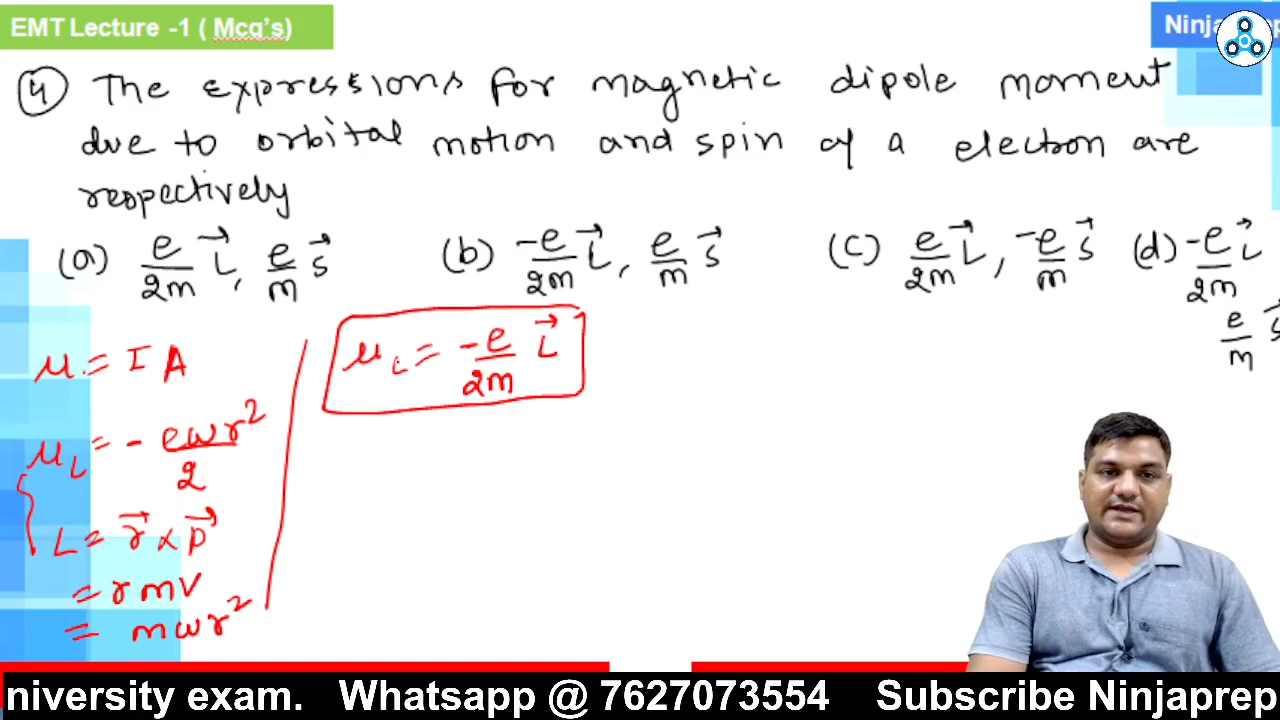 EMT Lecture -1 ( Mcq's)
Ninja
ep
(4) The expressions for magnetic dipole moment
due to orbital motion and spin of a electron are
respectively
(a) e/2m L⃗, e/m s⃗ (b) -e/2m L⃗, e/m s⃗ (c) e/2m L⃗, -e/m s⃗ (d) -e/2m L⃗
e/m s⃗
μ = I A
μL = - eωr²/2
L = r⃗ × p⃗
= rmv
= mωr²
μL = -e/2m L⃗
niversity exam. Whatsapp @ 7627073554 Subscribe Ninjaprep